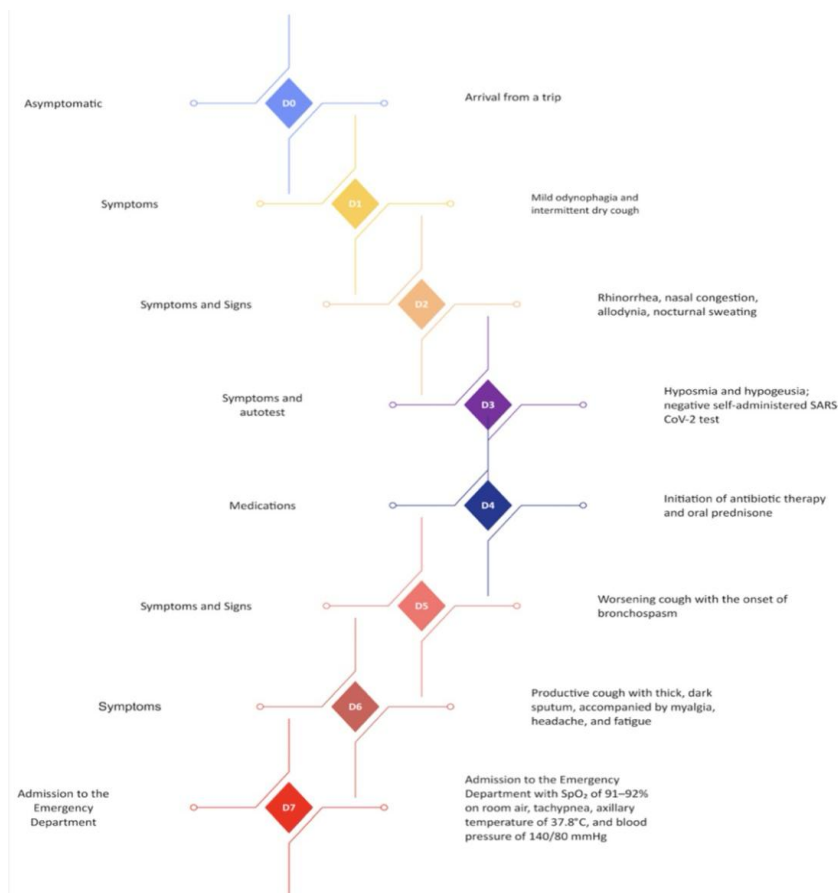 Asymptomatic
D0
Arrival from a trip
Symptoms
D1
Mild odynophagia and
intermittent dry cough
Symptoms and Signs
D2
Rhinorrhea, nasal congestion,
allodynia, nocturnal sweating
Symptoms and
autotest
D3
Hyposmia and hypogeusia;
negative self-administered SARS
CoV-2 test
Medications
D4
Initiation of antibiotic therapy
and oral prednisone
Symptoms and Signs
D5
Worsening cough with the onset of
bronchospasm
Symptoms
D6
Productive cough with thick, dark
sputum, accompanied by myalgia,
headache, and fatigue
Admission to the
Emergency
Department
D7
Admission to the Emergency
Department with SpO₂ of 91–92%
on room air, tachypnea, axillary
temperature of 37.8°C, and blood
pressure of 140/80 mmHg